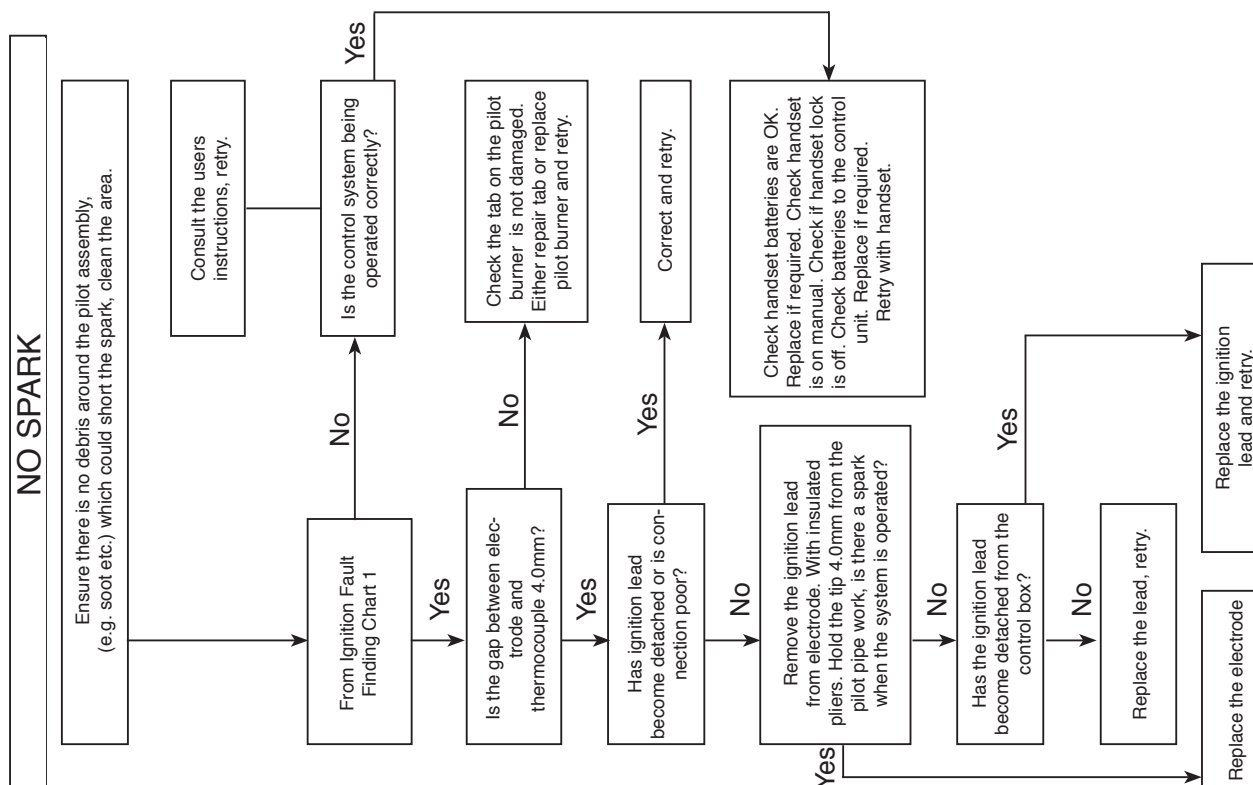 NO SPARK
Ensure there is no debris around the pilot assembly,
(e.g. soot etc.) which could short the spark, clean the area.
From Ignition Fault
Finding Chart 1
No
Is the control system being
operated correctly?
Consult the users
instructions, retry.
Yes
Check handset batteries are OK.
Replace if required. Check handset
is on manual. Check if handset lock
is off. Check batteries to the control
unit. Replace if required.
Retry with handset.
Yes
Is the gap between elec-
trode and
thermocouple 4.0mm?
No
Check the tab on the pilot
burner is not damaged.
Either repair tab or replace
pilot burner and retry.
Yes
Has ignition lead
become detached or is con-
nection poor?
Yes
Correct and retry.
No
Remove the ignition lead
from electrode. With insulated
pliers. Hold the tip 4.0mm from the
pilot pipe work, is there a spark
when the system is operated?
Yes
Replace the electrode
No
Has the ignition lead
become detached from the
control box?
Yes
Replace the ignition
lead and retry.
No
Replace the lead, retry.